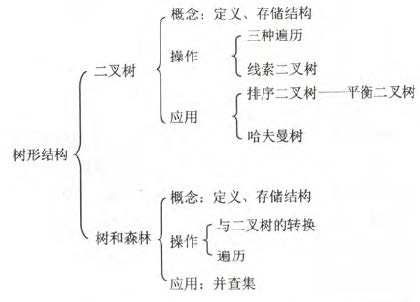 概念：定义、存储结构
三种遍历
二叉树
操作
线索二叉树
排序二叉树——平衡二叉树
应用
哈夫曼树
树形结构
概念：定义、存储结构
与二叉树的转换
树和森林
操作
遍历
应用：并查集